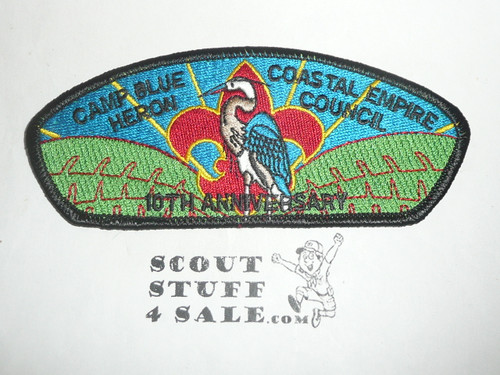 CAMP BLUE
HERON
COASTAL EMPIRE
COUNCIL
10TH ANNIVERSARY
SCOUT
STUFF
4 SALE.COM